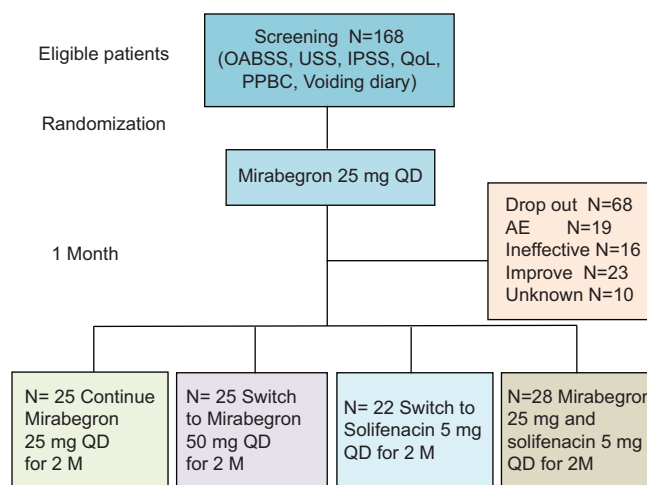 Eligible patients
Screening N=168
(OABSS, USS, IPSS, QoL,
PPBC, Voiding diary)
Randomization
Mirabegron 25 mg QD
1 Month
Drop out N=68
AE N=19
Ineffective N=16
Improve N=23
Unknown N=10
N= 25 Continue
Mirabegron
25 mg QD
for 2 M
N= 25 Switch
to Mirabegron
50 mg QD
for 2 M
N= 22 Switch to
Solifenacin 5 mg
QD for 2 M
N=28 Mirabegron
25 mg and
solifenacin 5 mg
QD for 2M